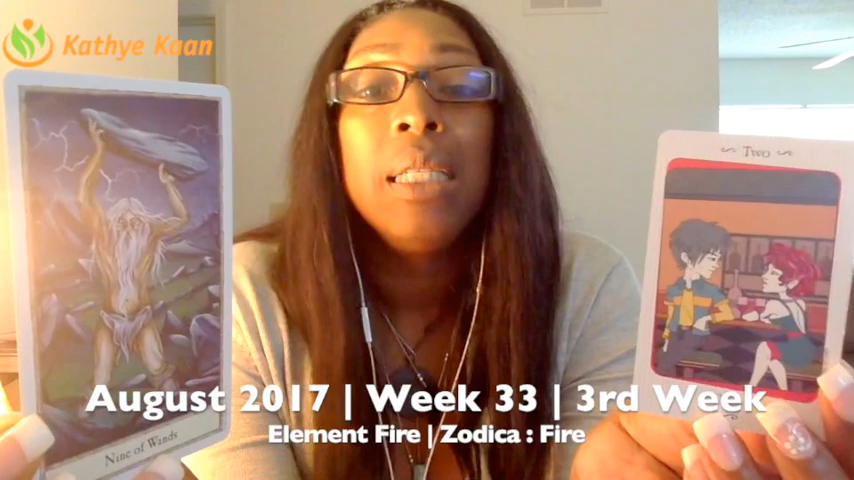 Kathye Kaan
Two
Nine of Wands
August 2017 | Week 33 | 3rd Week
Element Fire | Zodica : Fire